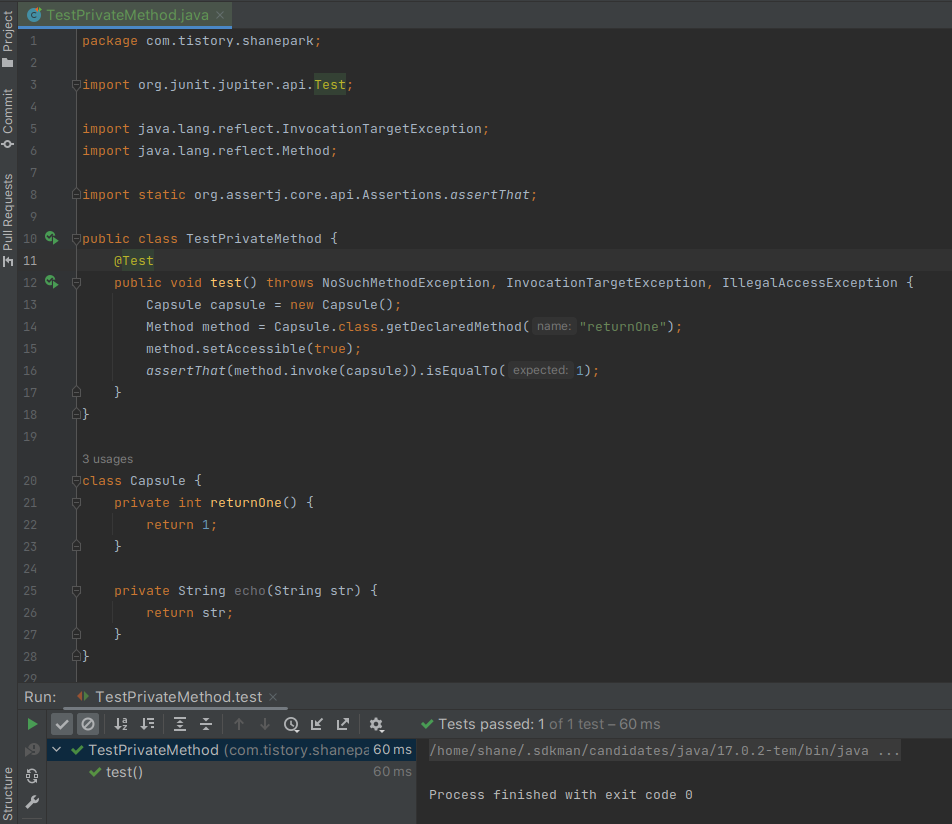 TestPrivateMethod.java
Project
Commit
Pull Requests
Structure
1 package com.tistory.shanepark;
2
3 import org.junit.jupiter.api.Test;
4
5 import java.lang.reflect.InvocationTargetException;
6 import java.lang.reflect.Method;
7
8 import static org.assertj.core.api.Assertions.assertThat;
9
10 public class TestPrivateMethod {
11     @Test
12     public void test() throws NoSuchMethodException, InvocationTargetException, IllegalAccessException {
13         Capsule capsule = new Capsule();
14         Method method = Capsule.class.getDeclaredMethod( name: "returnOne");
15         method.setAccessible(true);
16         assertThat(method.invoke(capsule)).isEqualTo( expected: 1);
17     }
18 }
19
3 usages
20 class Capsule {
21     private int returnOne() {
22         return 1;
23     }
24
25     private String echo(String str) {
26         return str;
27     }
28 }
29
Run: TestPrivateMethod.test
Tests passed: 1 of 1 test – 60 ms
TestPrivateMethod (com.tistory.shanepa 60 ms
test() 60 ms
/home/shane/.sdkman/candidates/java/17.0.2-tem/bin/java ...
Process finished with exit code 0